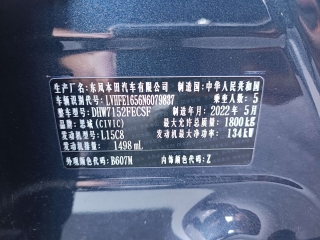 生产厂名:东风本田汽车有限公司 制造国:中华人民共和国
车辆识别代号:LVHFE1656N6079837 乘坐人数:5
整车型号:DHW7152FECSF 制造年月:2022年5月
品牌:思域(CIVIC) 最大允许总质量:1800kg
发动机型号:L15C8 发动机最大净功率:134kW
发动机排量:1498mL
外观颜色代码:B607M 内饰颜色代码:Z